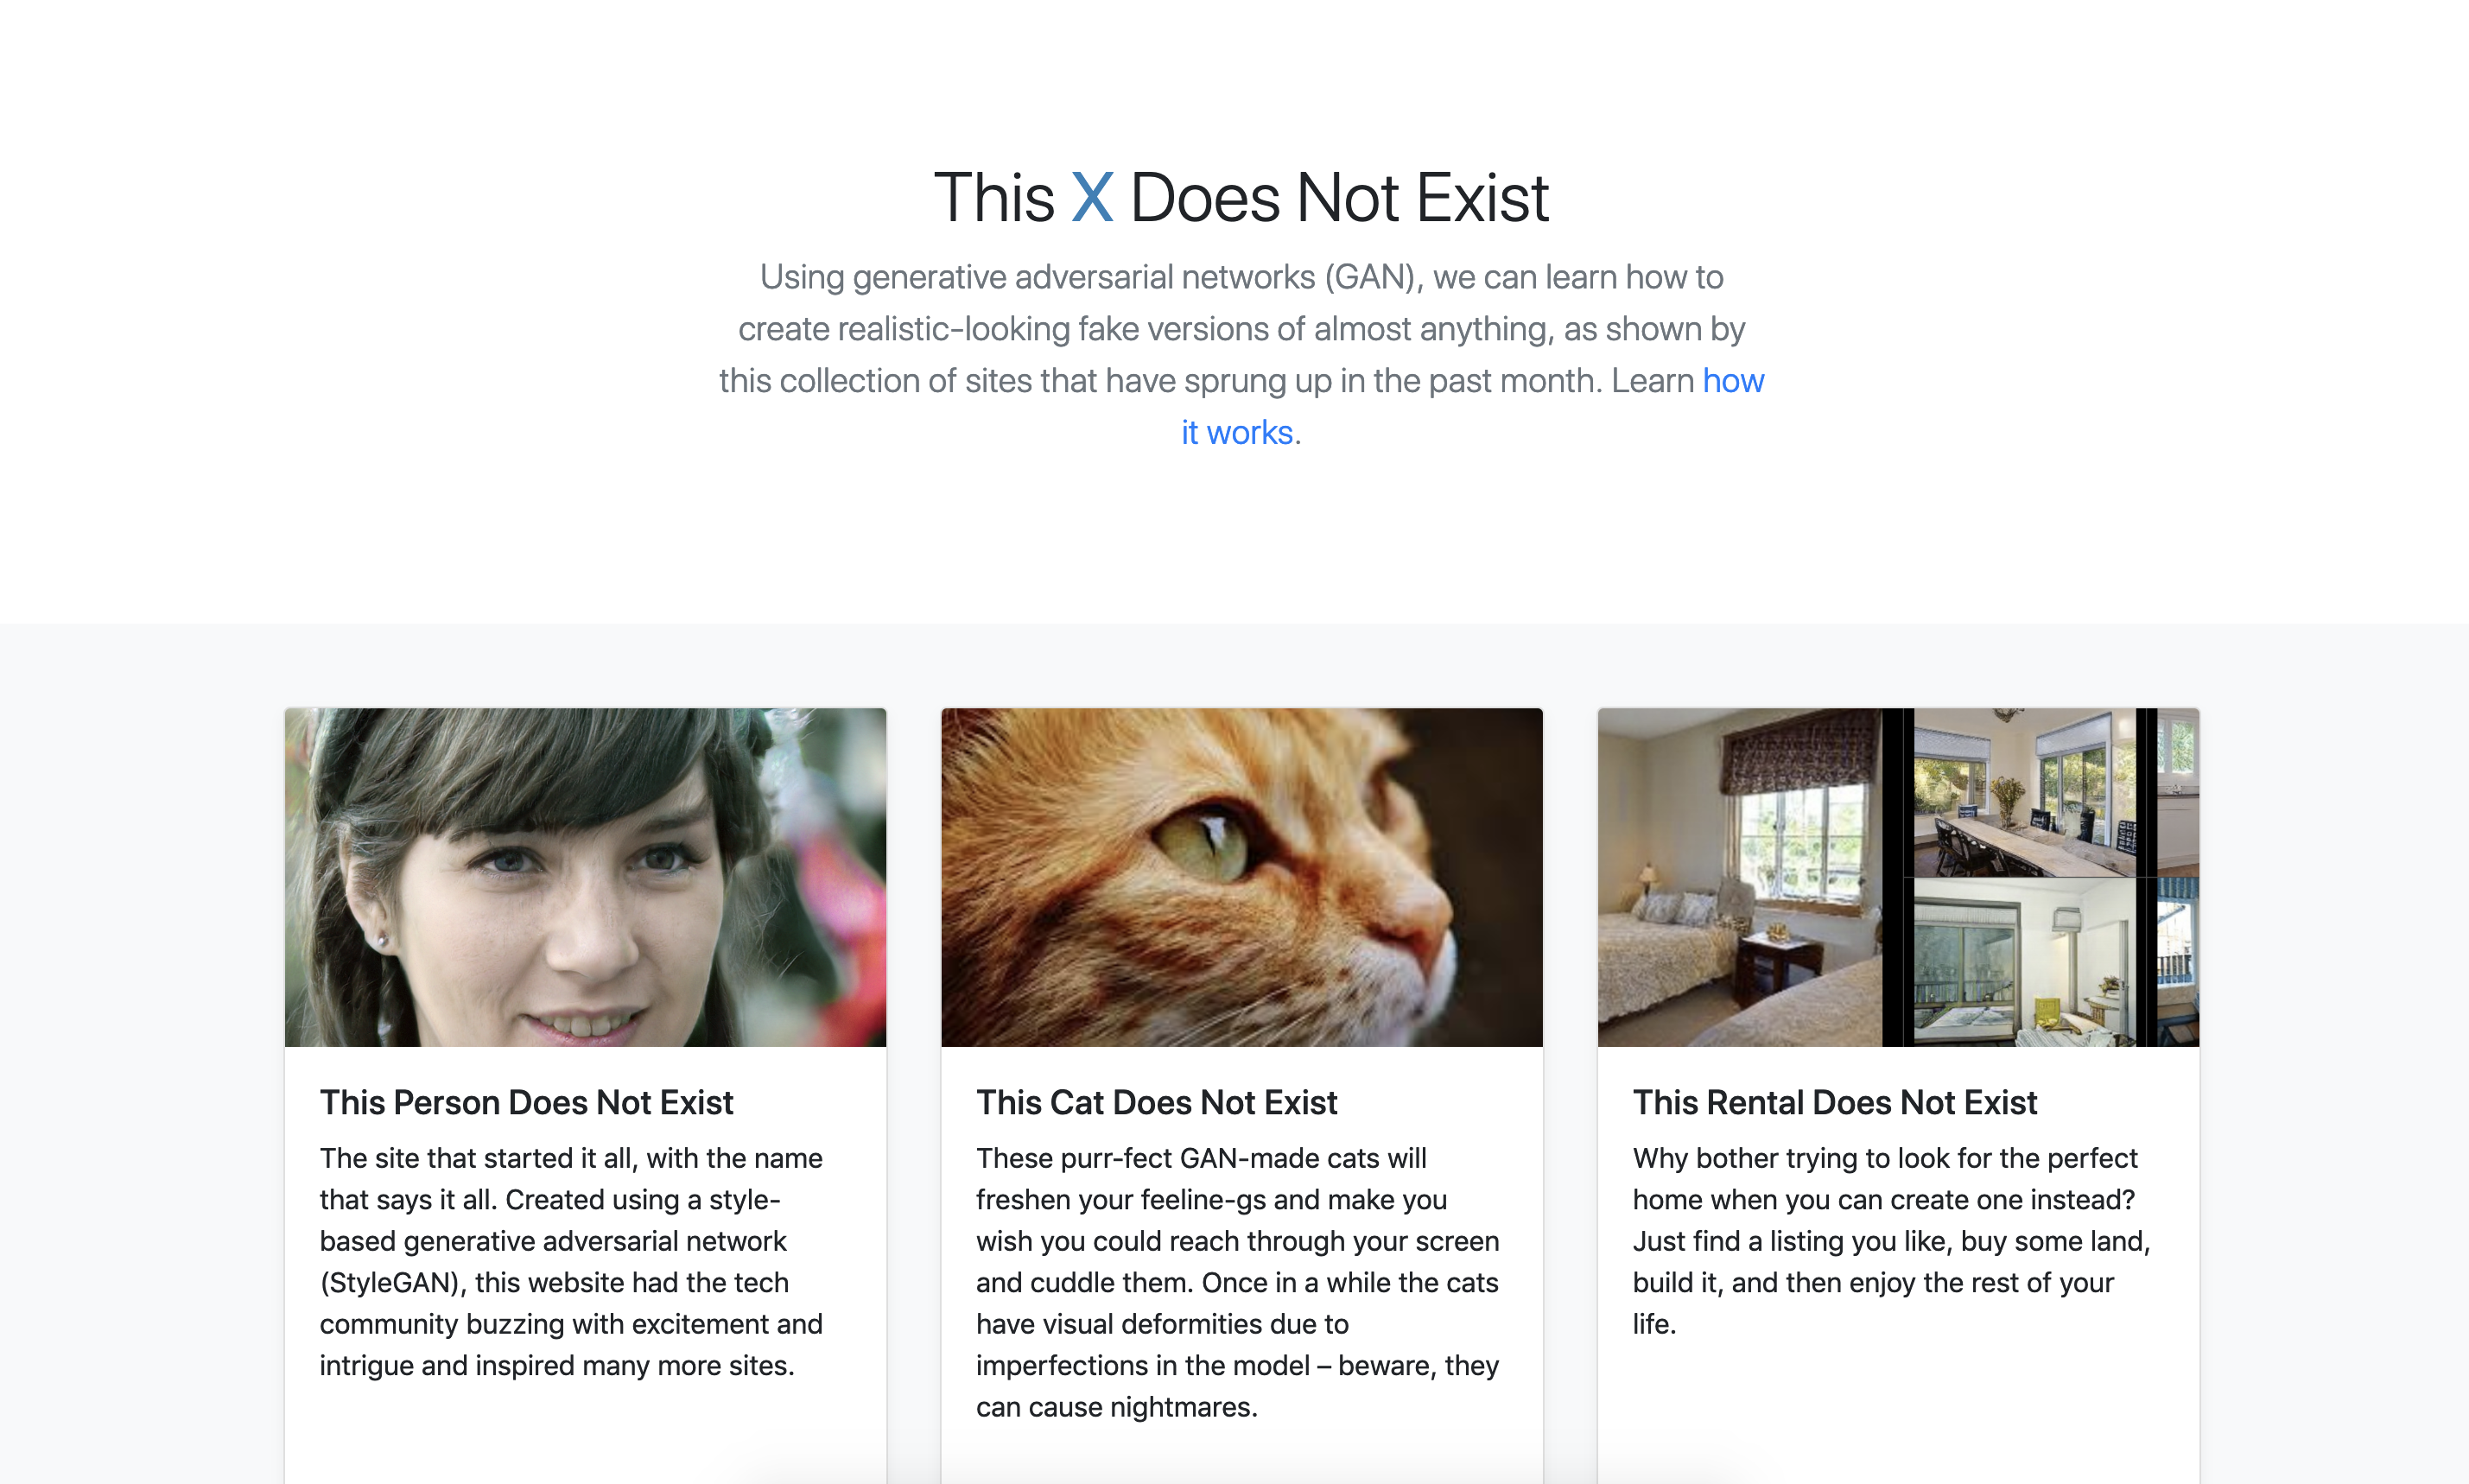 This X Does Not Exist
Using generative adversarial networks (GAN), we can learn how to
create realistic-looking fake versions of almost anything, as shown by
this collection of sites that have sprung up in the past month. Learn how
it works.
This Person Does Not Exist
The site that started it all, with the name
that says it all. Created using a style-
based generative adversarial network
(StyleGAN), this website had the tech
community buzzing with excitement and
intrigue and inspired many more sites.
This Cat Does Not Exist
These purr-fect GAN-made cats will
freshen your feeline-gs and make you
wish you could reach through your screen
and cuddle them. Once in a while the cats
have visual deformities due to
imperfections in the model – beware, they
can cause nightmares.
This Rental Does Not Exist
Why bother trying to look for the perfect
home when you can create one instead?
Just find a listing you like, buy some land,
build it, and then enjoy the rest of your
life.